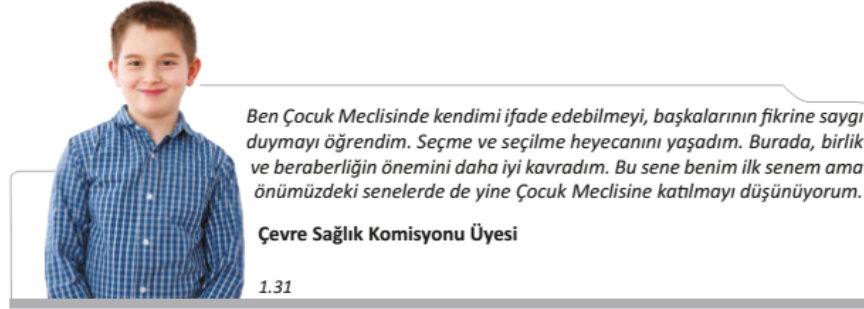 Ben Çocuk Meclisinde kendimi ifade edebilmeyi, başkalarının fikrine saygı
duymayı öğrendim. Seçme ve seçilme heyecanını yaşadım. Burada, birlik
ve beraberliğin önemini daha iyi kavradım. Bu sene benim ilk senem ama
önümüzdeki senelerde de yine Çocuk Meclisine katılmayı düşünüyorum.
Çevre Sağlık Komisyonu Üyesi
1.31